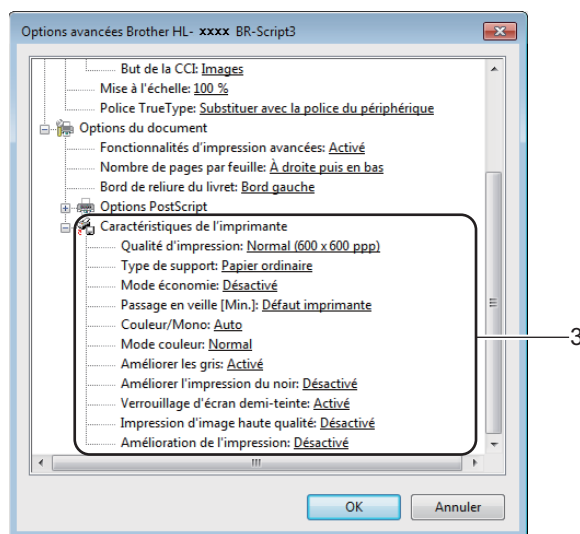 Options avancées Brother HL- xxxx BR-Script3
But de la CCI: Images
Mise à l'échelle: 100 %
Police TrueType: Substituer avec la police du périphérique
Options du document
Fonctionnalités d'impression avancées: Activé
Nombre de pages par feuille: À droite puis en bas
Bord de reliure du livret: Bord gauche
Options PostScript
Caractéristiques de l'imprimante
Qualité d'impression: Normal (600 x 600 ppp)
Type de support: Papier ordinaire
Mode économie: Désactivé
Passage en veille [Min.]: Défaut imprimante
Couleur/Mono: Auto
Mode couleur: Normal
Améliorer les gris: Activé
Améliorer l'impression du noir: Désactivé
Verrouillage d'écran demi-teinte: Activé
Impression d'image haute qualité: Désactivé
Amélioration de l'impression: Désactivé
3
OK Annuler